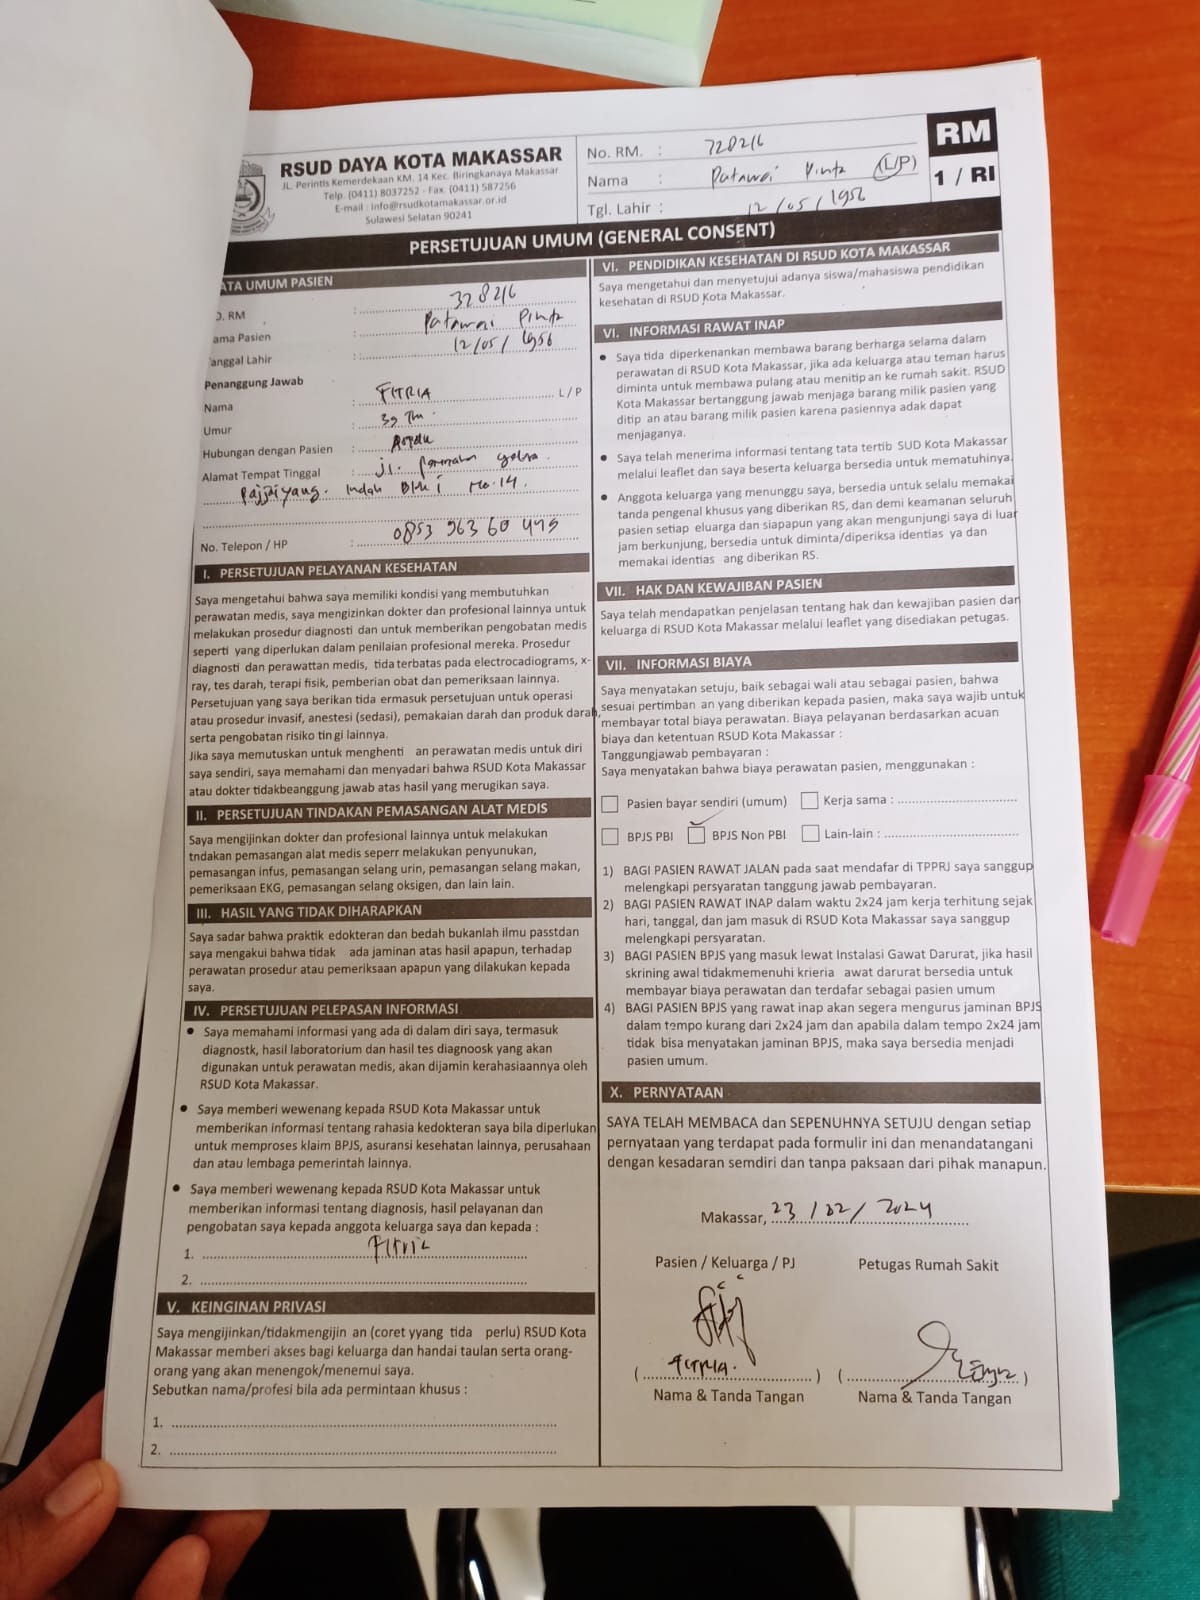 RSUD DAYA KOTA MAKASSAR
JL. Perintis Kemerdekaan KM. 14 Kec. Biringkanaya Makassar
Telp. (0411) 8037252 - Fax. (0411) 587256
E-mail : info@rsudkotamakassar.or.id
Sulawesi Selatan 90241
No. RM. :
Nama :
Tgl. Lahir : 12/05/1956
(L/P)
RM
1 / RI
PERSETUJUAN UMUM (GENERAL CONSENT)
ATA UMUM PASIEN
O. RM :
ama Pasien :
anggal Lahir : 12/05/1956
Penanggung Jawab
Nama : FITRIA L/P
Umur : 39
Hubungan dengan Pasien :
Alamat Tempat Tinggal : Jl.
Indah Blok No. 14.
No. Telepon / HP :
I. PERSETUJUAN PELAYANAN KESEHATAN
Saya mengetahui bahwa saya memiliki kondisi yang membutuhkan
perawatan medis, saya mengizinkan dokter dan profesional lainnya untuk
melakukan prosedur diagnosti dan untuk memberikan pengobatan medis
seperti yang diperlukan dalam penilaian profesional mereka. Prosedur
diagnosti dan perawattan medis, tida terbatas pada electrocadiograms, x-
ray, tes darah, terapi fisik, pemberian obat dan pemeriksaan lainnya.
Persetujuan yang saya berikan tida ermasuk persetujuan untuk operasi
atau prosedur invasif, anestesi (sedasi), pemakaian darah dan produk darah,
serta pengobatan risiko tin gi lainnya.
Jika saya memutuskan untuk menghenti an perawatan medis untuk diri
saya sendiri, saya memahami dan menyadari bahwa RSUD Kota Makassar
atau dokter tidakbeanggung jawab atas hasil yang merugikan saya.
II. PERSETUJUAN TINDAKAN PEMASANGAN ALAT MEDIS
Saya mengijinkan dokter dan profesional lainnya untuk melakukan
tndakan pemasangan alat medis seperr melakukan penyunukan,
pemasangan infus, pemasangan selang urin, pemasangan selang makan,
pemeriksaan EKG, pemasangan selang oksigen, dan lain lain.
III. HASIL YANG TIDAK DIHARAPKAN
Saya sadar bahwa praktik edokteran dan bedah bukanlah ilmu passtdan
saya mengakui bahwa tidak ada jaminan atas hasil apapun, terhadap
perawatan prosedur atau pemeriksaan apapun yang dilakukan kepada
saya.
IV. PERSETUJUAN PELEPASAN INFORMASI
• Saya memahami informasi yang ada di dalam diri saya, termasuk
diagnostk, hasil laboratorium dan hasil tes diagnoosk yang akan
digunakan untuk perawatan medis, akan dijamin kerahasiaannya oleh
RSUD Kota Makassar.
• Saya memberi wewenang kepada RSUD Kota Makassar untuk
memberikan informasi tentang rahasia kedokteran saya bila diperlukan
untuk memproses klaim BPJS, asuransi kesehatan lainnya, perusahaan
dan atau lembaga pemerintah lainnya.
• Saya memberi wewenang kepada RSUD Kota Makassar untuk
memberikan informasi tentang diagnosis, hasil pelayanan dan
pengobatan saya kepada anggota keluarga saya dan kepada :
1. Fitria
2.
V. KEINGINAN PRIVASI
Saya mengijinkan/tidakmengijin an (coret yyang tida perlu) RSUD Kota
Makassar memberi akses bagi keluarga dan handai taulan serta orang-
orang yang akan menengok/menemui saya.
Sebutkan nama/profesi bila ada permintaan khusus :
1.
2.
VI. PENDIDIKAN KESEHATAN DI RSUD KOTA MAKASSAR
Saya mengetahui dan menyetujui adanya siswa/mahasiswa pendidikan
kesehatan di RSUD Kota Makassar.
VI. INFORMASI RAWAT INAP
• Saya tida diperkenankan membawa barang berharga selama dalam
perawatan di RSUD Kota Makassar, jika ada keluarga atau teman harus
diminta untuk membawa pulang atau menitip an ke rumah sakit. RSUD
Kota Makassar bertanggung jawab menjaga barang milik pasien yang
ditip an atau barang milik pasien karena pasiennya adak dapat
menjaganya.
• Saya telah menerima informasi tentang tata tertib SUD Kota Makassar
melalui leaflet dan saya beserta keluarga bersedia untuk mematuhinya.
• Anggota keluarga yang menunggu saya, bersedia untuk selalu memakai
tanda pengenal khusus yang diberikan RS, dan demi keamanan seluruh
pasien setiap eluarga dan siapapun yang akan mengunjungi saya di luar
jam berkunjung, bersedia untuk diminta/diperiksa identias ya dan
memakai identias ang diberikan RS.
VII. HAK DAN KEWAJIBAN PASIEN
Saya telah mendapatkan penjelasan tentang hak dan kewajiban pasien dan
keluarga di RSUD Kota Makassar melalui leaflet yang disediakan petugas.
VII. INFORMASI BIAYA
Saya menyatakan setuju, baik sebagai wali atau sebagai pasien, bahwa
sesuai pertimban an yang diberikan kepada pasien, maka saya wajib untuk
membayar total biaya perawatan. Biaya pelayanan berdasarkan acuan
biaya dan ketentuan RSUD Kota Makassar :
Tanggungjawab pembayaran :
Saya menyatakan bahwa biaya perawatan pasien, menggunakan :
Pasien bayar sendiri (umum) Kerja sama :
BPJS PBI ✓ BPJS Non PBI Lain-lain :
1) BAGI PASIEN RAWAT JALAN pada saat mendafar di TPPRJ saya sanggup
melengkapi persyaratan tanggung jawab pembayaran.
2) BAGI PASIEN RAWAT INAP dalam waktu 2x24 jam kerja terhitung sejak
hari, tanggal, dan jam masuk di RSUD Kota Makassar saya sanggup
melengkapi persyaratan.
3) BAGI PASIEN BPJS yang masuk lewat Instalasi Gawat Darurat, jika hasil
skrining awal tidakmemenuhi krieria awat darurat bersedia untuk
membayar biaya perawatan dan terdafar sebagai pasien umum
4) BAGI PASIEN BPJS yang rawat inap akan segera mengurus jaminan BPJS
dalam tempo kurang dari 2x24 jam dan apabila dalam tempo 2x24 jam
tidak bisa menyatakan jaminan BPJS, maka saya bersedia menjadi
pasien umum.
X. PERNYATAAN
SAYA TELAH MEMBACA dan SEPENUHNYA SETUJU dengan setiap
pernyataan yang terdapat pada formulir ini dan menandatangani
dengan kesadaran semdiri dan tanpa paksaan dari pihak manapun.
Makassar, 23/02/2024
Pasien / Keluarga / PJ Petugas Rumah Sakit
( FITRIA. ) ( )
Nama & Tanda Tangan Nama & Tanda Tangan